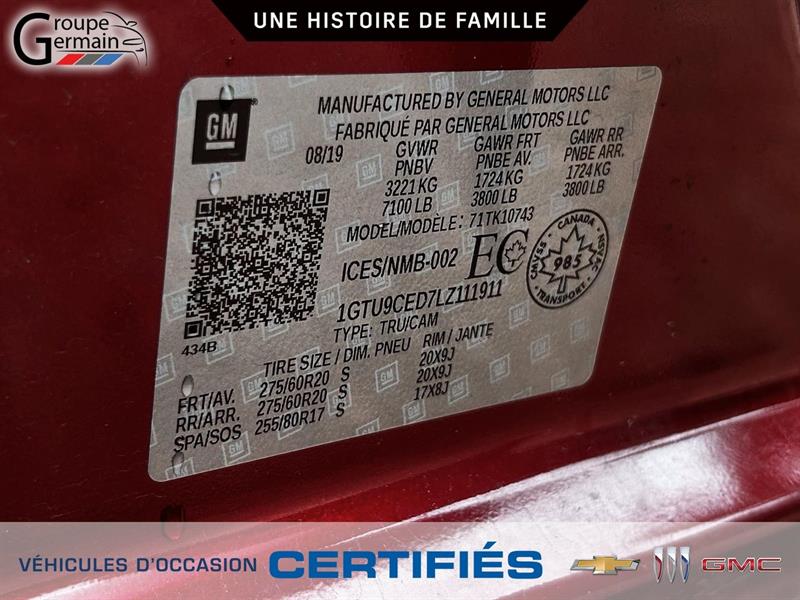 Groupe
Germain
UNE HISTOIRE DE FAMILLE
GM
MANUFACTURED BY GENERAL MOTORS LLC
FABRIQUÉ PAR GENERAL MOTORS LLC
08/19 GVWR GAWR FRT GAWR RR
PNBV PNBE AV. PNBE ARR.
3221 KG 1724 KG 1724 KG
7100 LB 3800 LB 3800 LB
MODEL/MODÈLE: 71TK10743
ICES/NMB-002 EC
CANADA
985
TRANSPORT
1GTU9CED7LZ111911
TYPE: TRU/CAM
434B
TIRE SIZE / DIM. PNEU RIM / JANTE
FRT/AV. 275/60R20 S 20X9J
RR/ARR. 275/60R20 S 20X9J
SPA/SOS 255/80R17 S 17X8J
VÉHICULES D'OCCASION CERTIFIÉS GMC